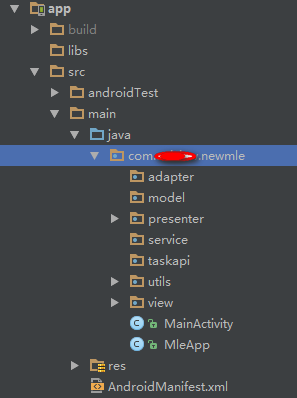 app
build
libs
src
androidTest
main
java
com. .newmle
adapter
model
presenter
service
taskapi
utils
view
MainActivity
MleApp
res
AndroidManifest.xml